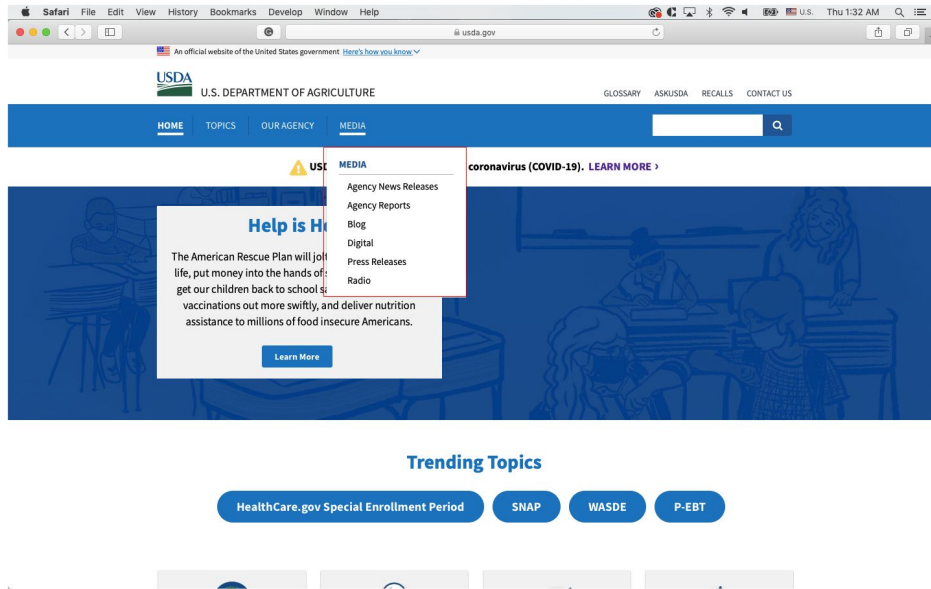 Safari File Edit View History Bookmarks Develop Window Help
U.S. Thu 1:32 AM
usda.gov
An official website of the United States government Here's how you know
USDA
U.S. DEPARTMENT OF AGRICULTURE
GLOSSARY ASKUSDA RECALLS CONTACT US
HOME TOPICS OUR AGENCY MEDIA
USD
coronavirus (COVID-19). LEARN MORE ›
MEDIA
Agency News Releases
Agency Reports
Blog
Digital
Press Releases
Radio
Help is H
The American Rescue Plan will jol
life, put money into the hands of
get our children back to school s
vaccinations out more swiftly, and deliver nutrition
assistance to millions of food insecure Americans.
Learn More
Trending Topics
HealthCare.gov Special Enrollment Period SNAP WASDE P-EBT